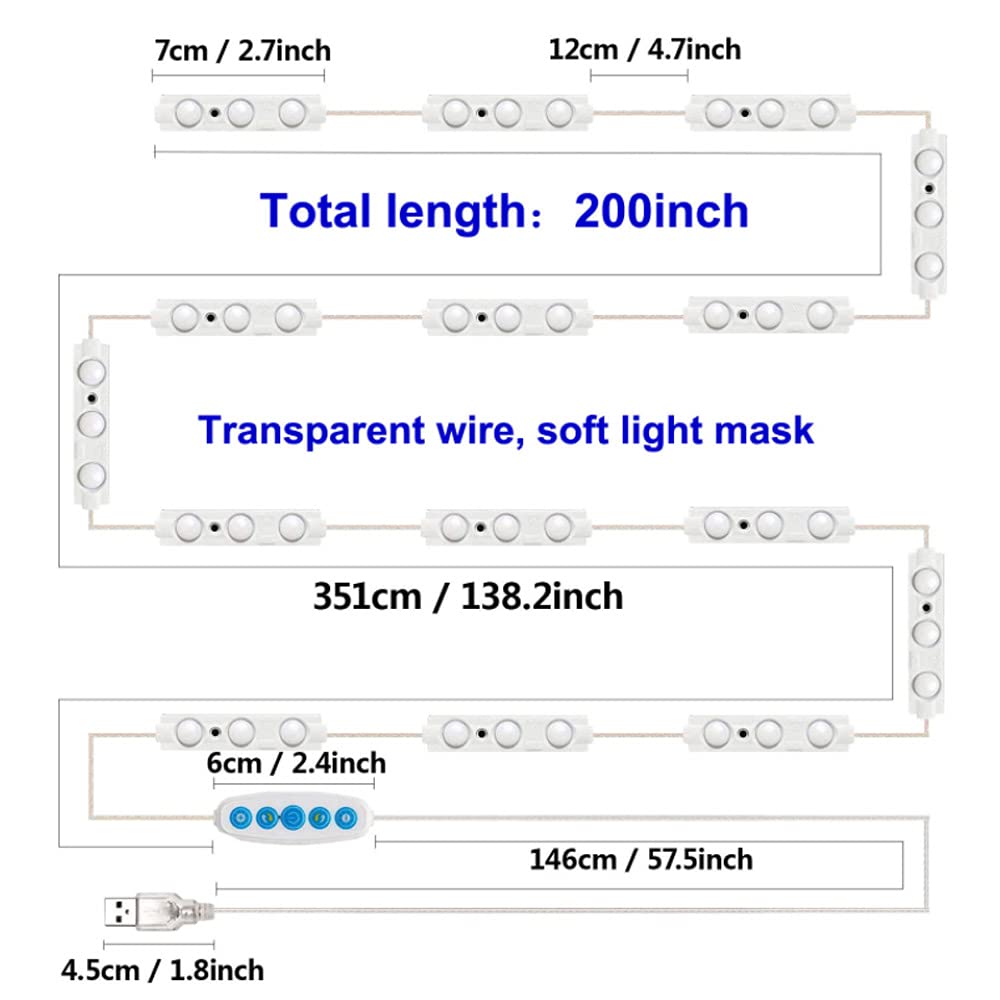 7cm / 2.7inch
12cm / 4.7inch
Total length：200inch
Transparent wire, soft light mask
351cm / 138.2inch
6cm / 2.4inch
146cm / 57.5inch
4.5cm / 1.8inch